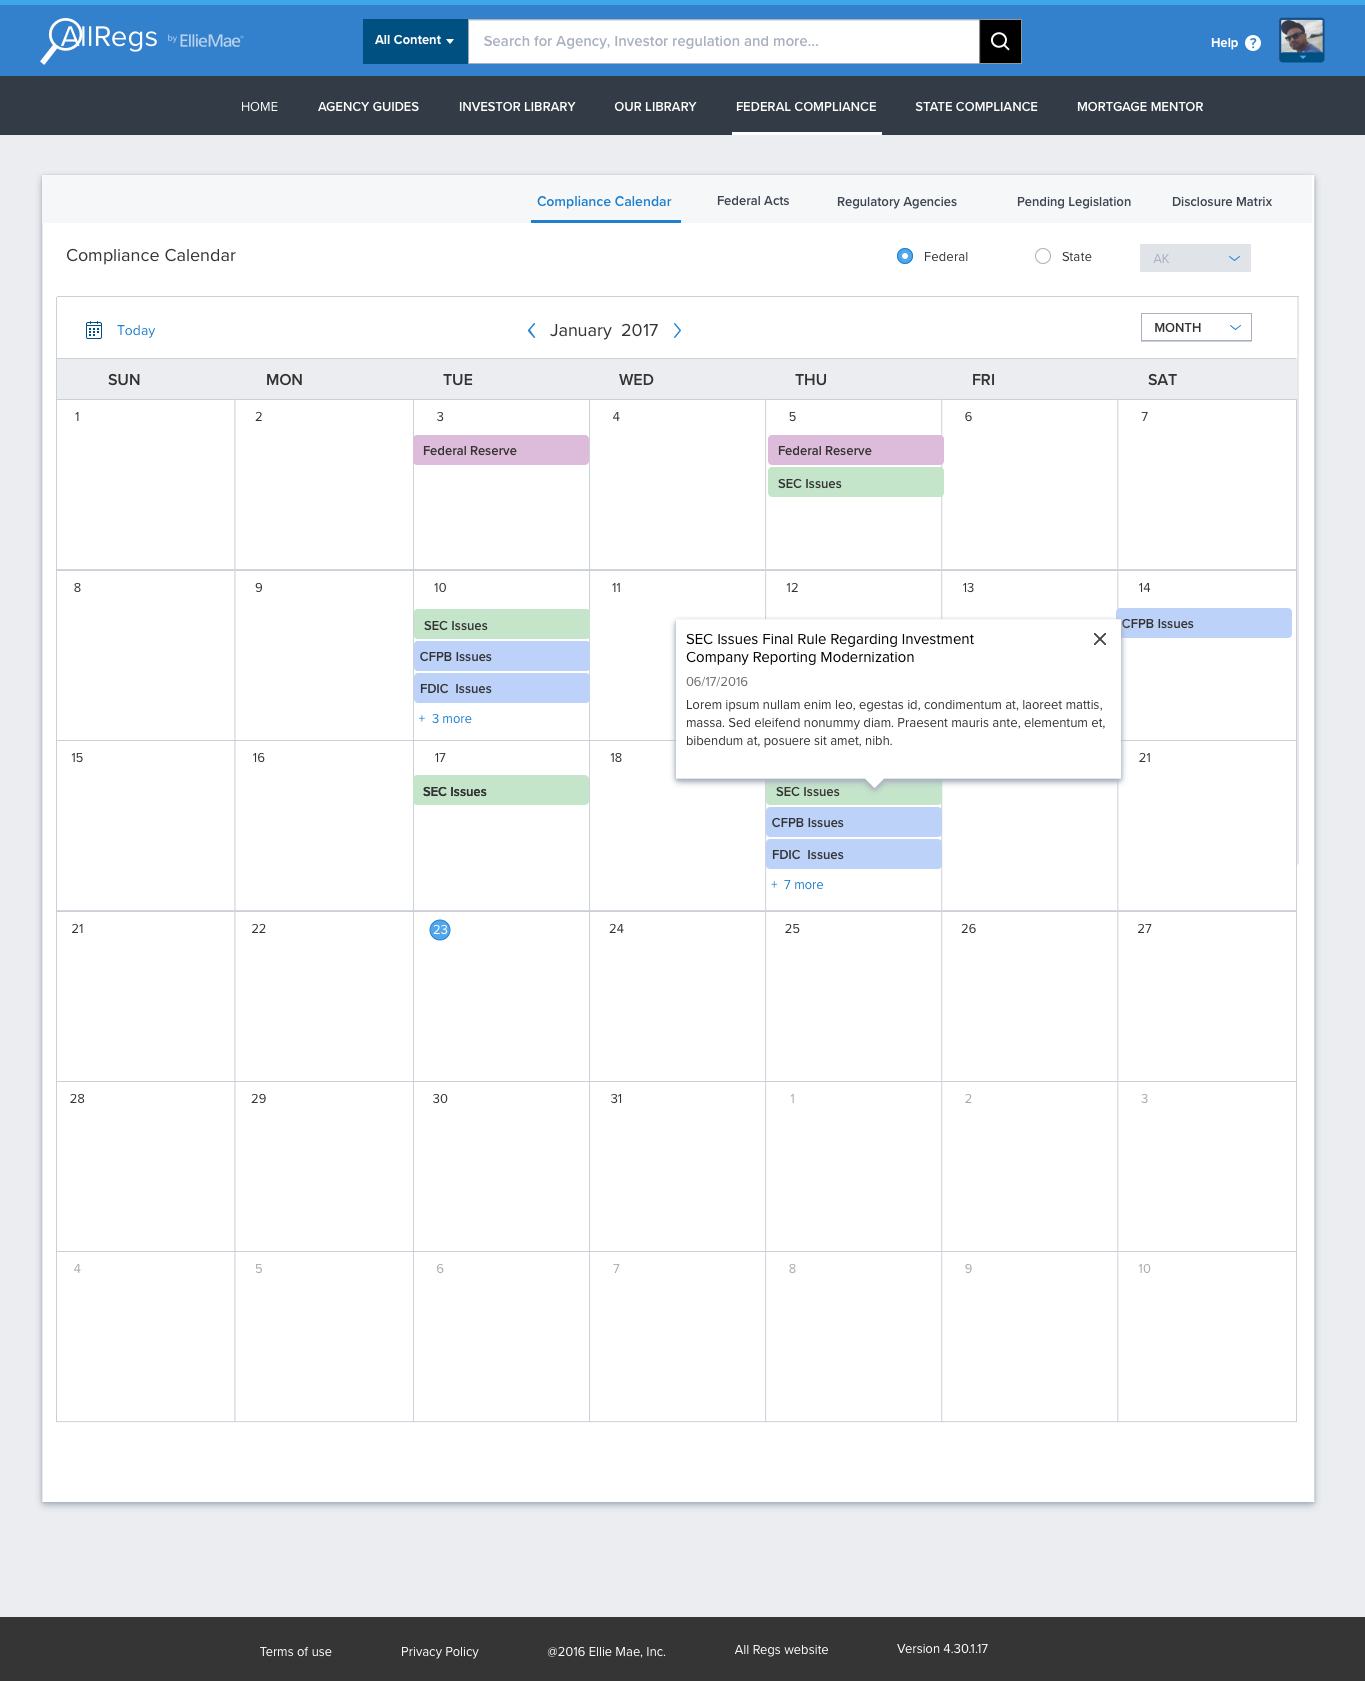 AllRegs by EllieMae
All Content
Search for Agency, Investor regulation and more...
Help ?
HOME AGENCY GUIDES INVESTOR LIBRARY OUR LIBRARY FEDERAL COMPLIANCE STATE COMPLIANCE MORTGAGE MENTOR
Compliance Calendar Federal Acts Regulatory Agencies Pending Legislation Disclosure Matrix
Compliance Calendar Federal State AK
Today January 2017 MONTH
SUN MON TUE WED THU FRI SAT
1 2 3 4 5 6 7
Federal Reserve Federal Reserve
SEC Issues
8 9 10 11 12 13 14
SEC Issues CFPB Issues
CFPB Issues
FDIC Issues
+ 3 more
SEC Issues Final Rule Regarding Investment
Company Reporting Modernization
06/17/2016
Lorem ipsum nullam enim leo, egestas id, condimentum at, laoreet mattis,
massa. Sed eleifend nonummy diam. Praesent mauris ante, elementum et,
bibendum at, posuere sit amet, nibh.
15 16 17 18 21
SEC Issues SEC Issues
CFPB Issues
FDIC Issues
+ 7 more
21 22 23 24 25 26 27
28 29 30 31 1 2 3
4 5 6 7 8 9 10
Terms of use Privacy Policy @2016 Ellie Mae, Inc. All Regs website Version 4.30.1.17